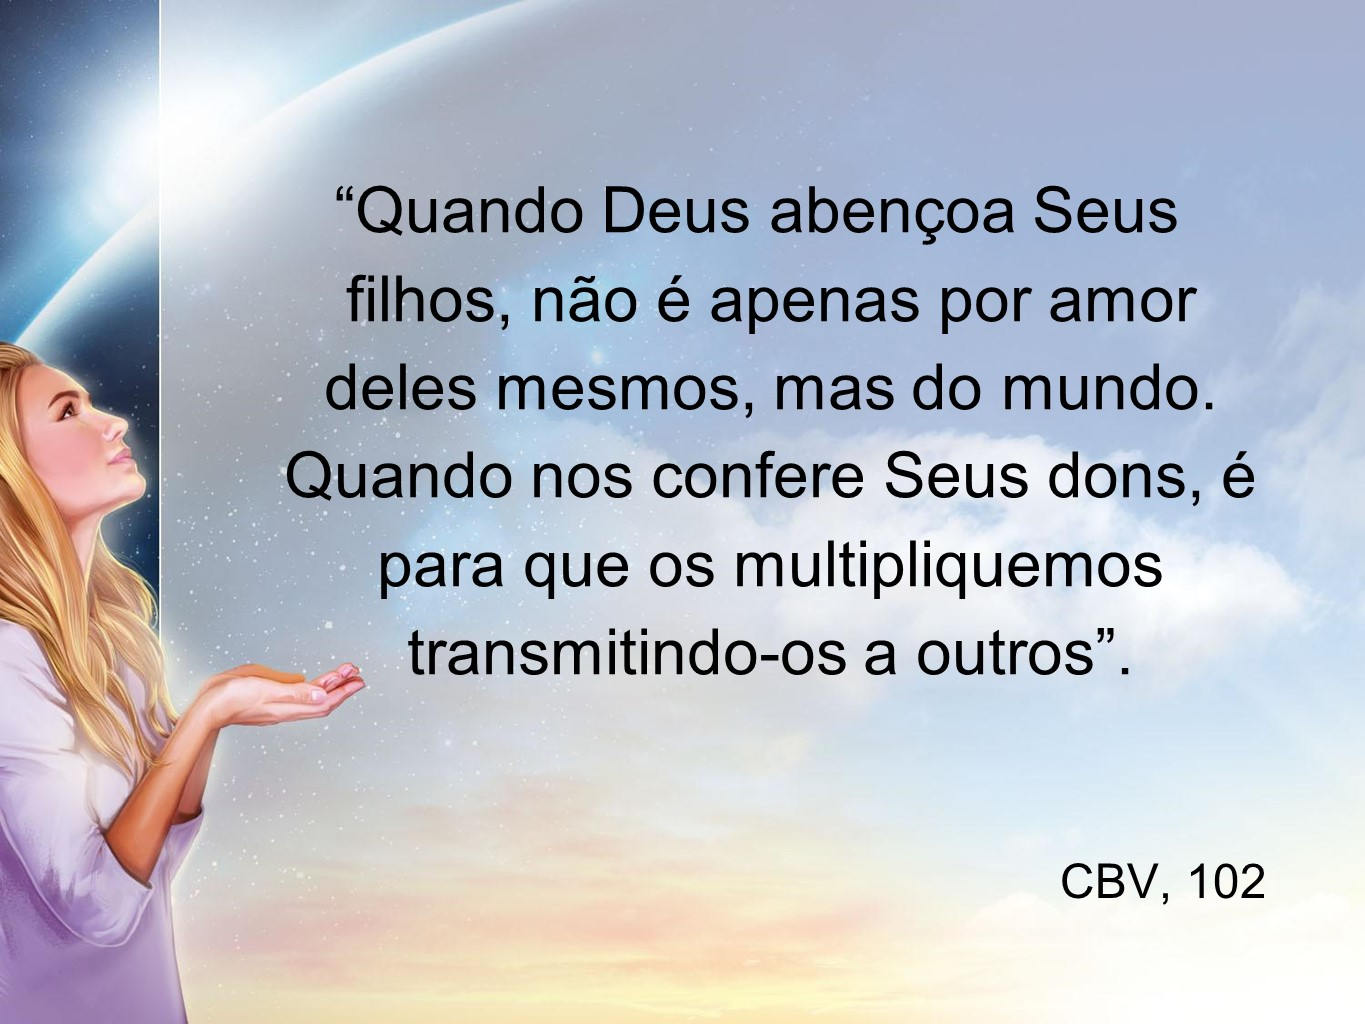 “Quando Deus abençoa Seus
filhos, não é apenas por amor
deles mesmos, mas do mundo.
Quando nos confere Seus dons, é
para que os multipliquemos
transmitindo-os a outros”.
CBV, 102